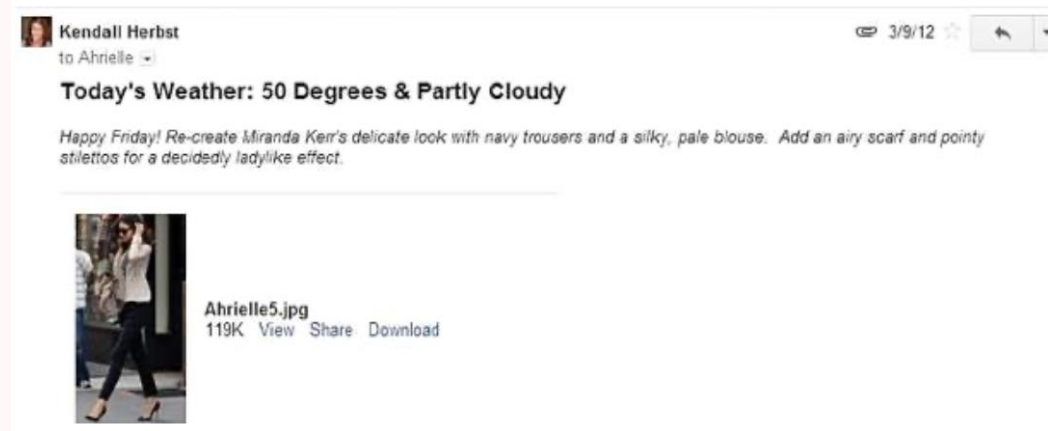 Kendall Herbst
3/9/12
to Ahrielle
Today's Weather: 50 Degrees & Partly Cloudy
Happy Friday! Re-create Miranda Kerr's delicate look with navy trousers and a silky, pale blouse. Add an airy scarf and pointy
stilettos for a decidedly ladylike effect.
Ahrielle5.jpg
119K View Share Download